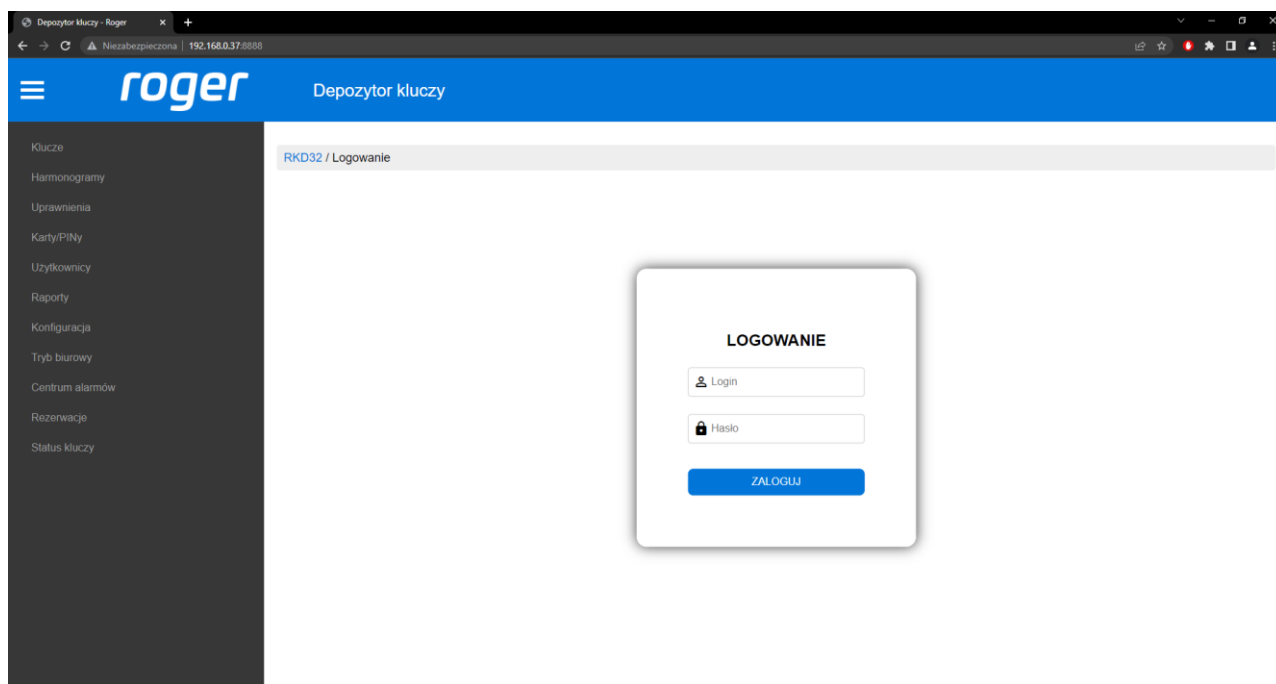 Depozytor kluczy - Roger
Niezabezpieczona | 192.168.0.37:8888
roger
Depozytor kluczy
Klucze
Harmonogramy
Uprawnienia
Karty/PINy
Użytkownicy
Raporty
Konfiguracja
Tryb biurowy
Centrum alarmów
Rezerwacje
Status kluczy
RKD32 / Logowanie
LOGOWANIE
Login
Hasło
ZALOGUJ